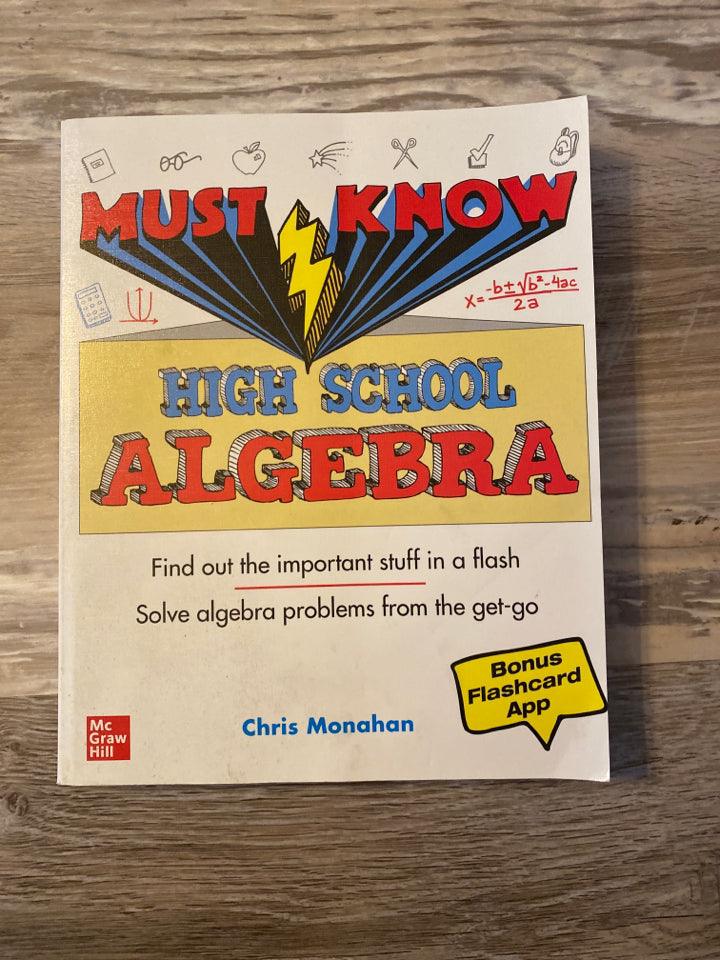 MUST KNOW
x = -b±√b²-4ac
2a
HIGH SCHOOL
ALGEBRA
Find out the important stuff in a flash
Solve algebra problems from the get-go
Bonus
Flashcard
App
Chris Monahan
Mc
Graw
Hill